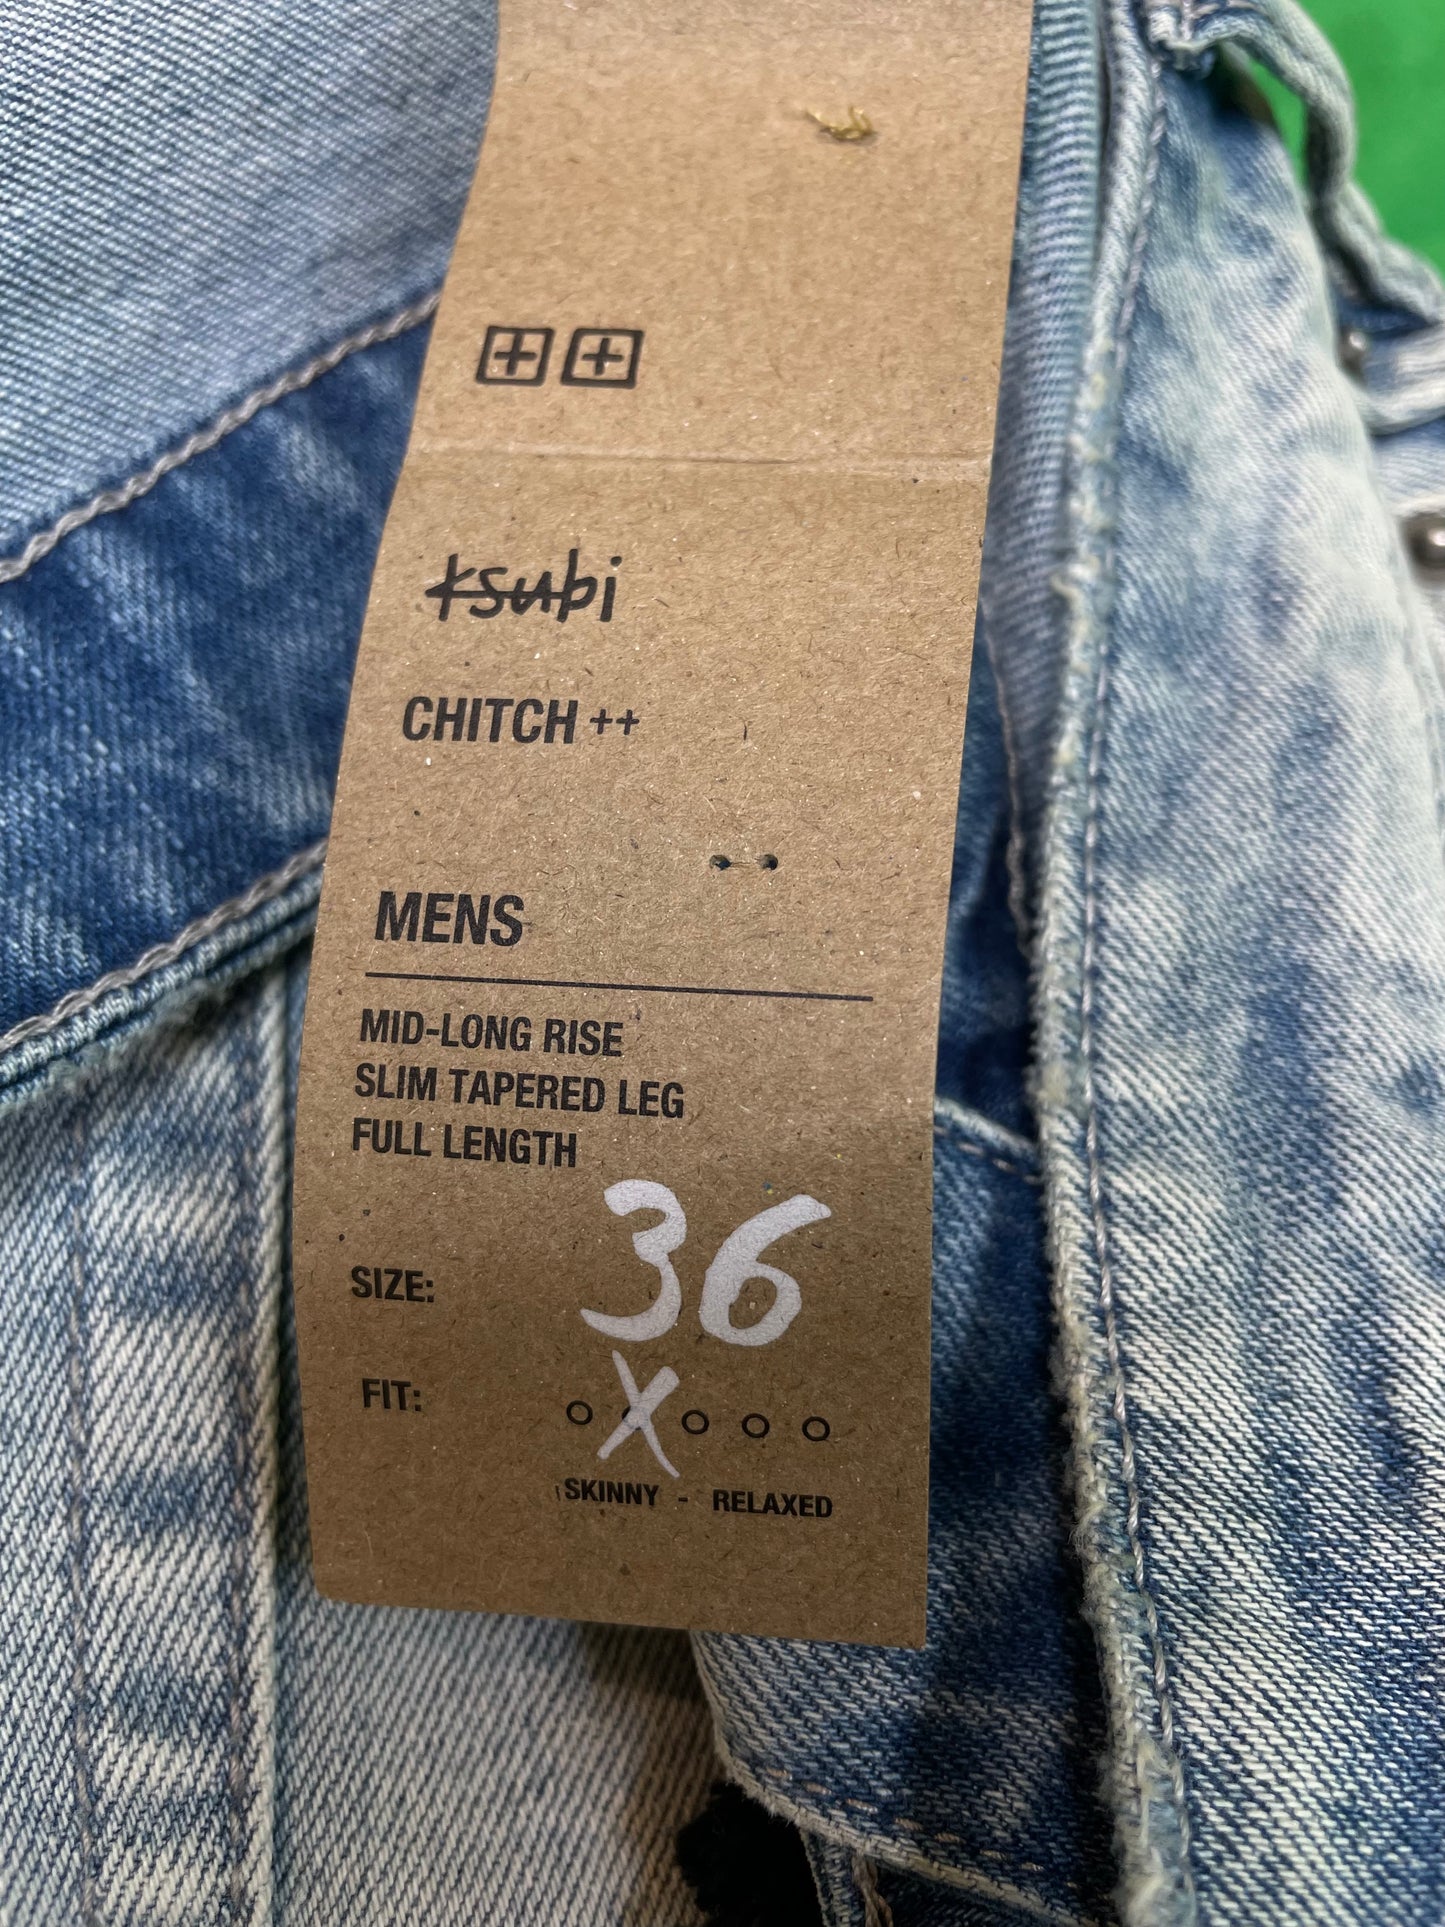 ksubi
CHITCH ++
MENS
MID-LONG RISE
SLIM TAPERED LEG
FULL LENGTH
SIZE: 36
FIT: X
SKINNY - RELAXED